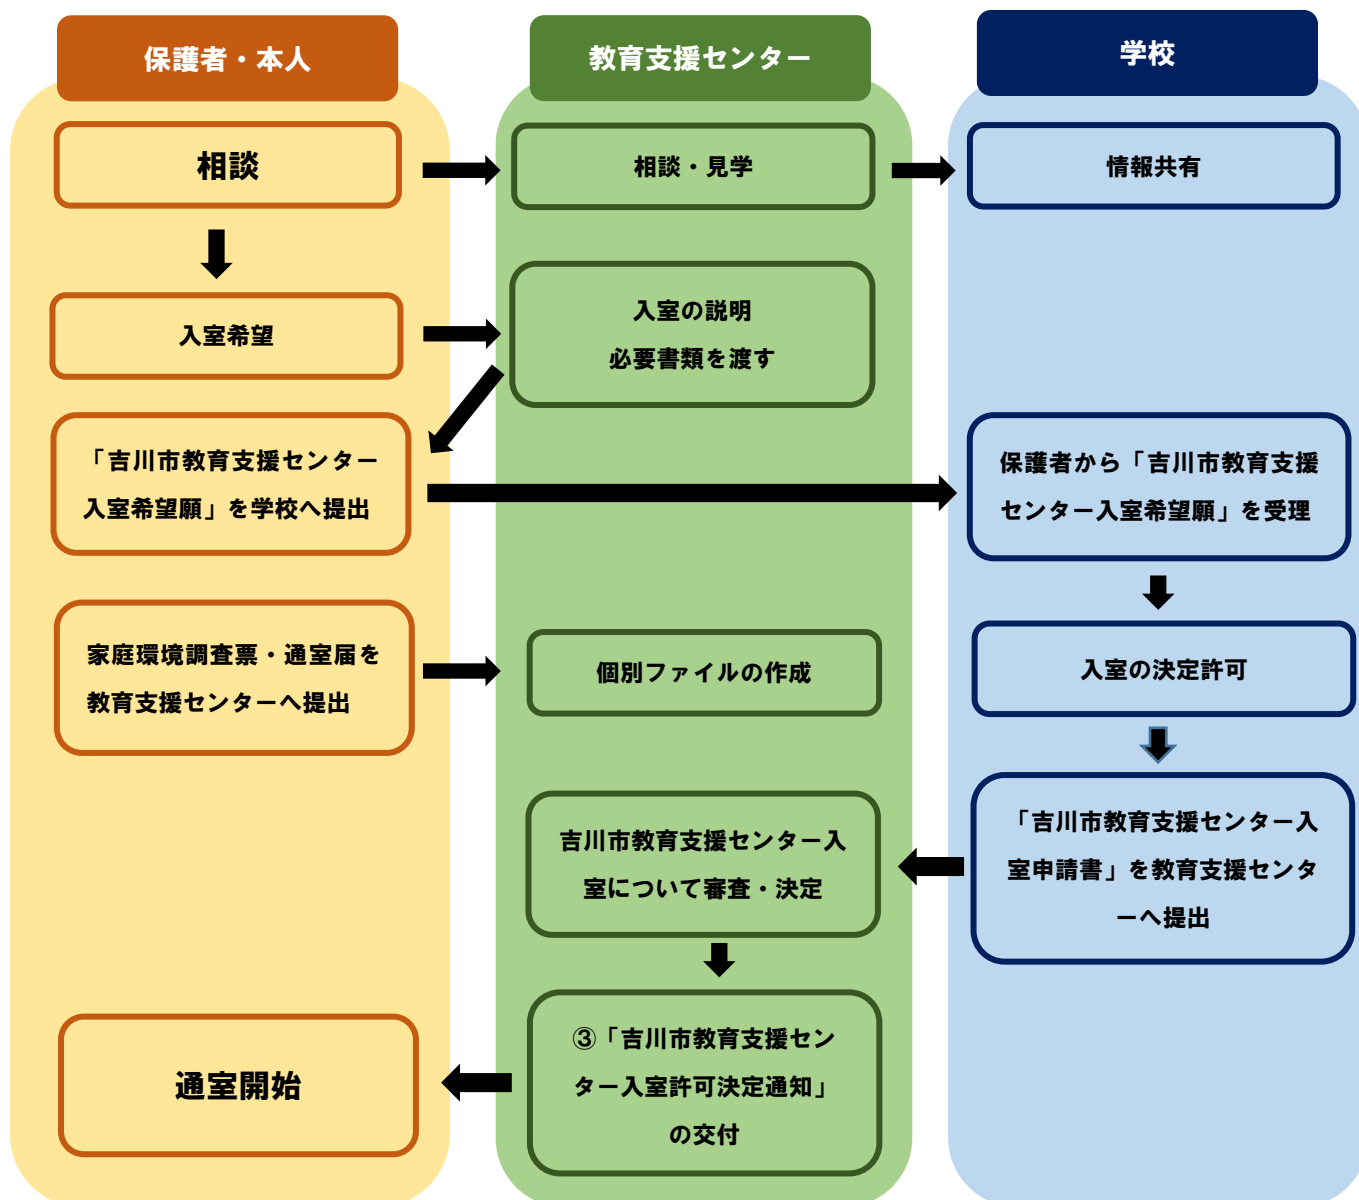 保護者・本人
教育支援センター
学校
相談
相談・見学
情報共有
入室希望
入室の説明
必要書類を渡す
「吉川市教育支援センター
入室希望願」を学校へ提出
保護者から「吉川市教育支援
センター入室希望願」を受理
家庭環境調査票・通室届を
教育支援センターへ提出
個別ファイルの作成
入室の決定許可
吉川市教育支援センター入
室について審査・決定
「吉川市教育支援センター入
室申請書」を教育支援センタ
ーへ提出
通室開始
③「吉川市教育支援セン
ター入室許可決定通知」
の交付